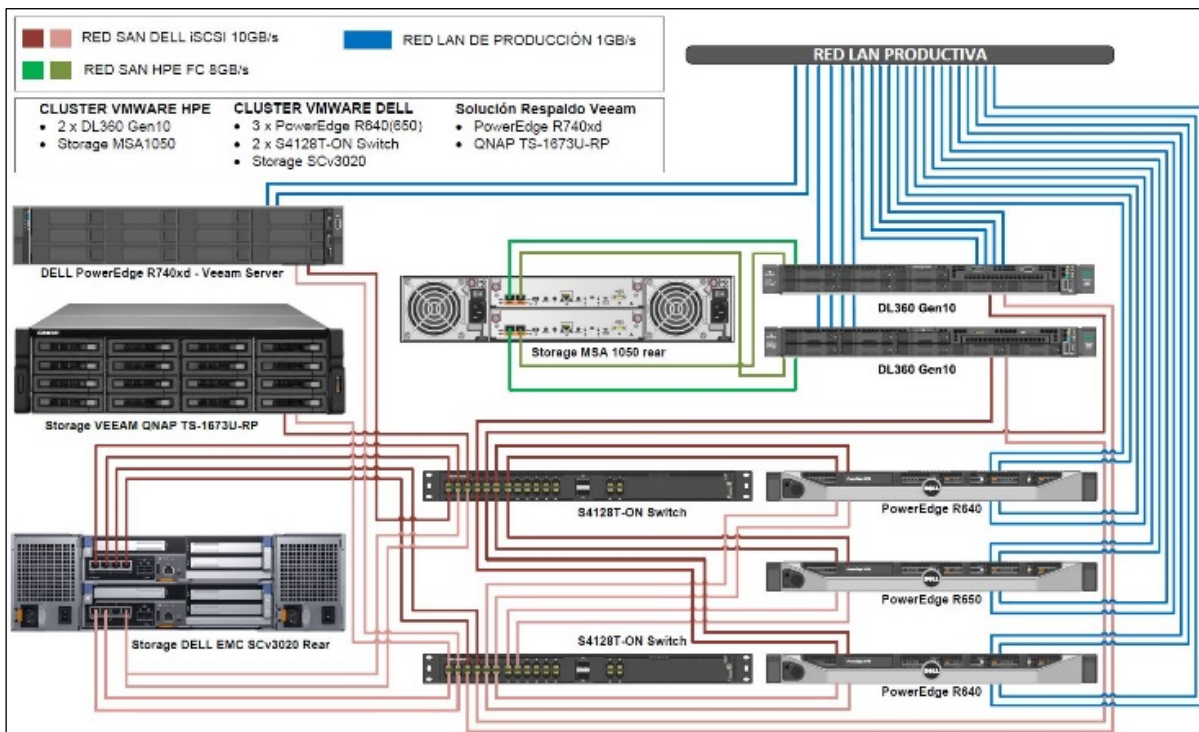 RED SAN DELL iSCSI 10GB/s
RED LAN DE PRODUCCIÓN 1GB/s
RED SAN HPE FC 8GB/s
RED LAN PRODUCTIVA
CLUSTER VMWARE HPE
• 2 x DL360 Gen10
• Storage MSA1050
CLUSTER VMWARE DELL
• 3 x PowerEdge R640(650)
• 2 x S4128T-ON Switch
• Storage SCv3020
Solución Respaldo Veeam
• PowerEdge R740xd
• QNAP TS-1673U-RP
DELL PowerEdge R740xd - Veeam Server
DL360 Gen10
Storage MSA 1050 rear
DL360 Gen10
Storage VEEAM QNAP TS-1673U-RP
S4128T-ON Switch
PowerEdge R640
PowerEdge R650
Storage DELL EMC SCv3020 Rear
S4128T-ON Switch
PowerEdge R640